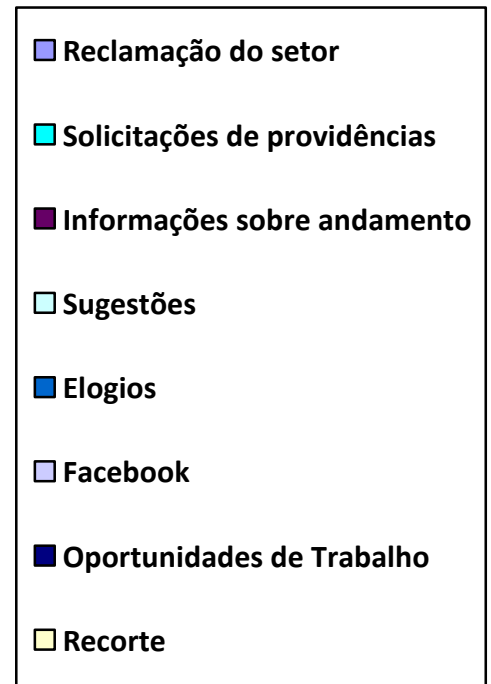 Reclamação do setor
Solicitações de providências
Informações sobre andamento
Sugestões
Elogios
Facebook
Oportunidades de Trabalho
Recorte